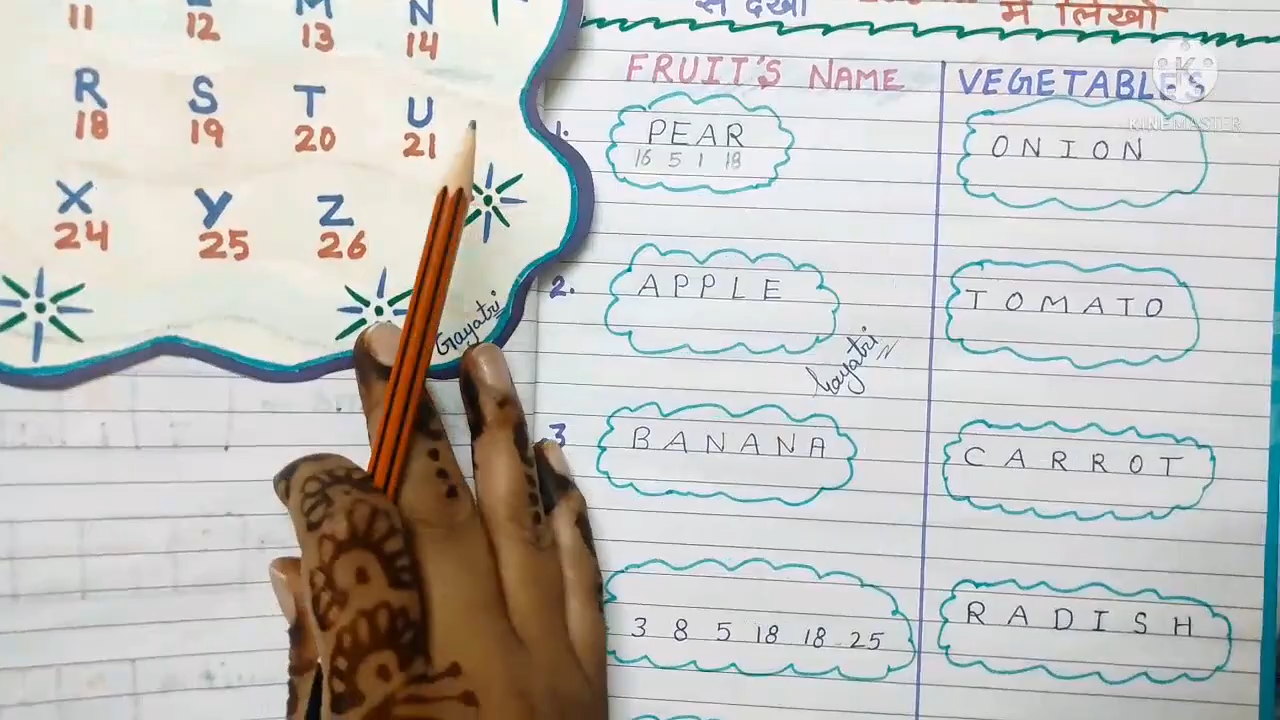 से देखो
में लिखो
L M N
11 12 13 14
R S T U
18 19 20 21
X Y Z
24 25 26
Gayatri
FRUIT'S NAME
VEGETABLES
KINEMASTER
1. PEAR
16 5 1 18
ONION
2. APPLE
TOMATO
Gayatri
3 BANANA
CARROT
3 8 5 18 18 25
RADISH